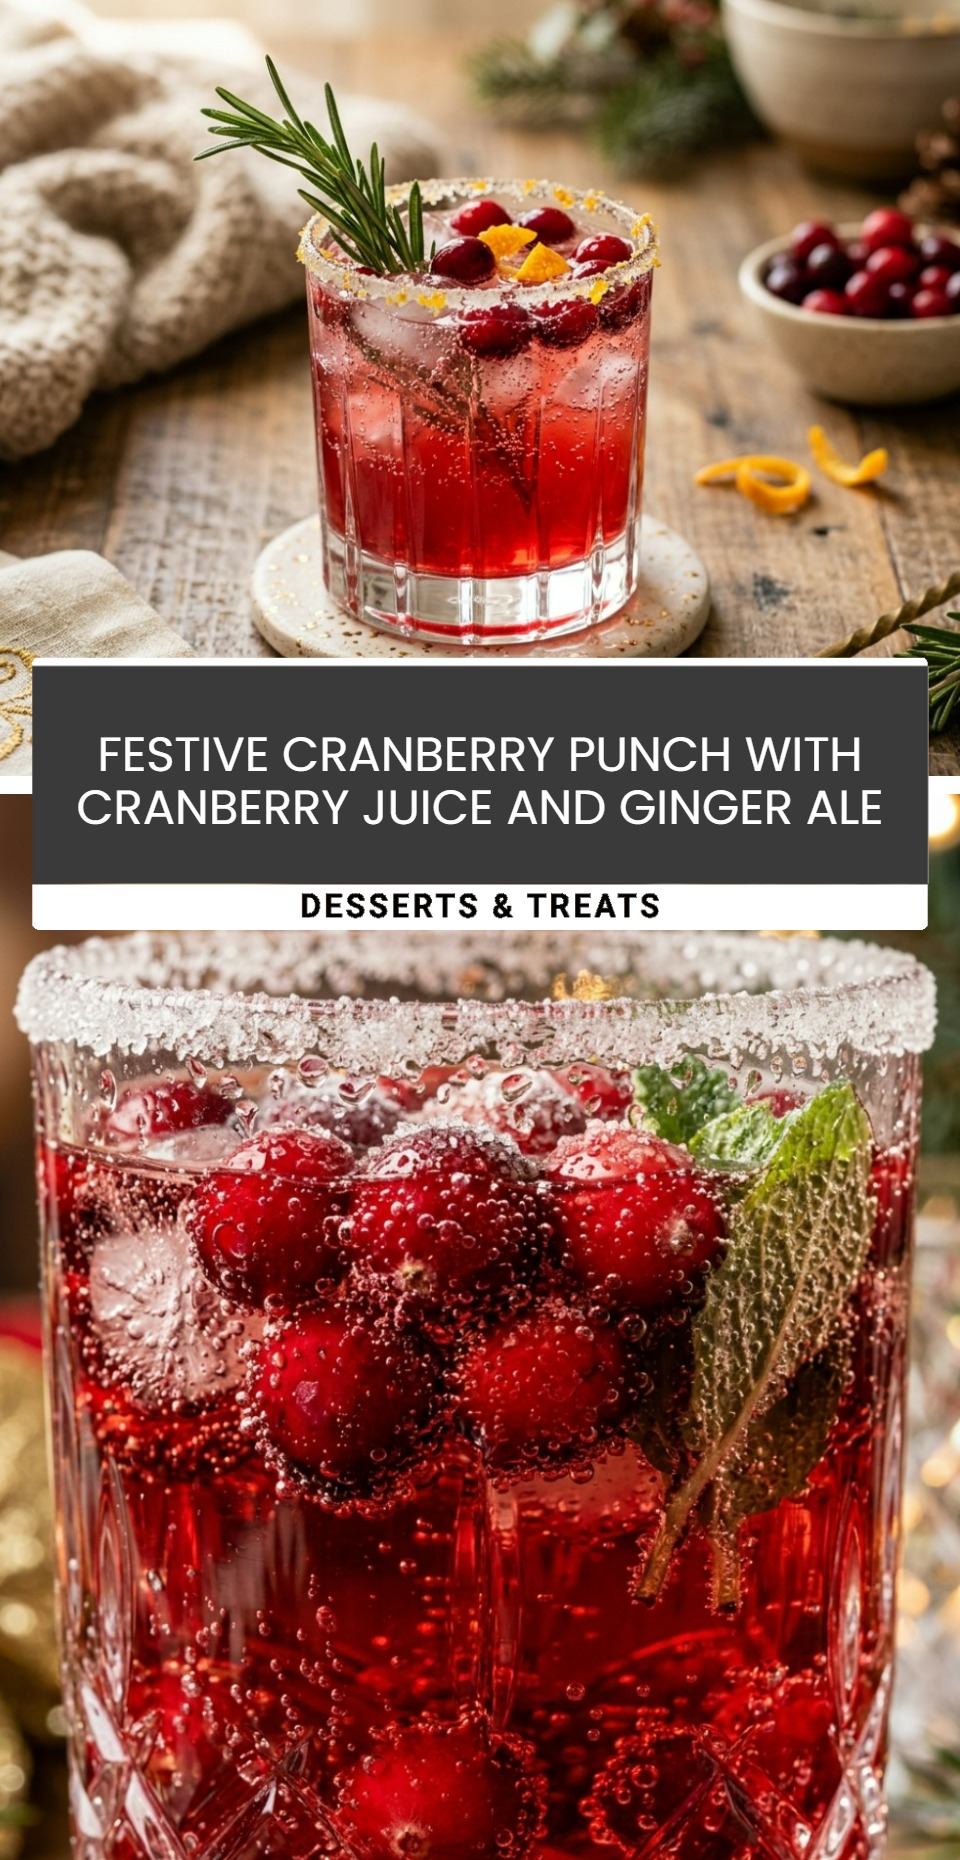 FESTIVE CRANBERRY PUNCH WITH
CRANBERRY JUICE AND GINGER ALE
DESSERTS & TREATS